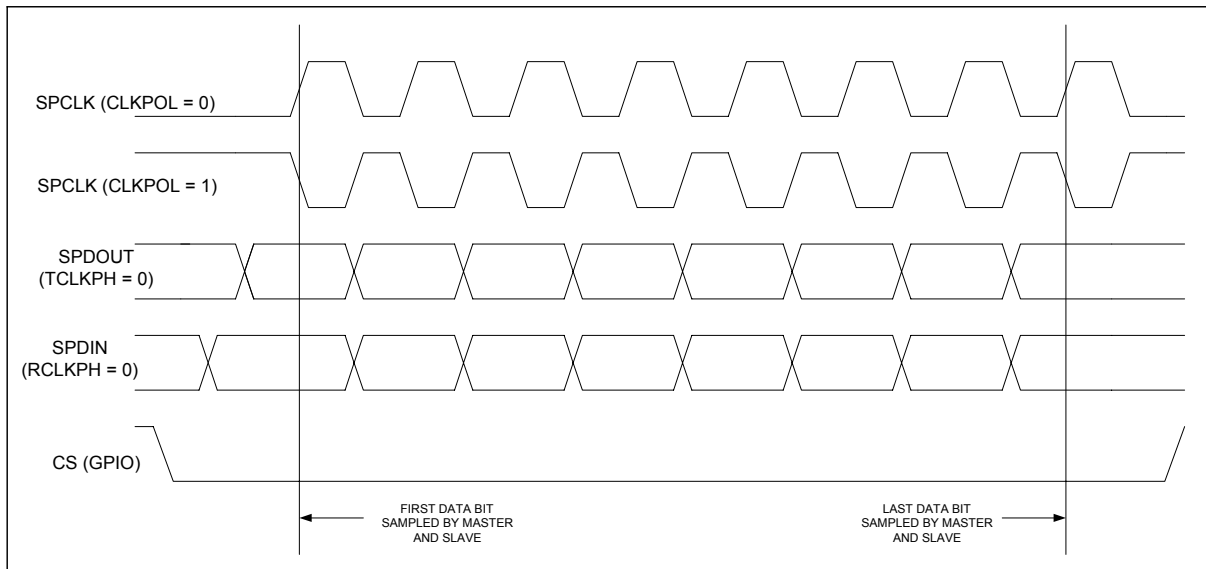 SPCLK (CLKPOL = 0)
SPCLK (CLKPOL = 1)
SPDOUT
(TCLKPH = 0)
SPDIN
(RCLKPH = 0)
CS (GPIO)
FIRST DATA BIT
SAMPLED BY MASTER
AND SLAVE
LAST DATA BIT
SAMPLED BY MASTER
AND SLAVE